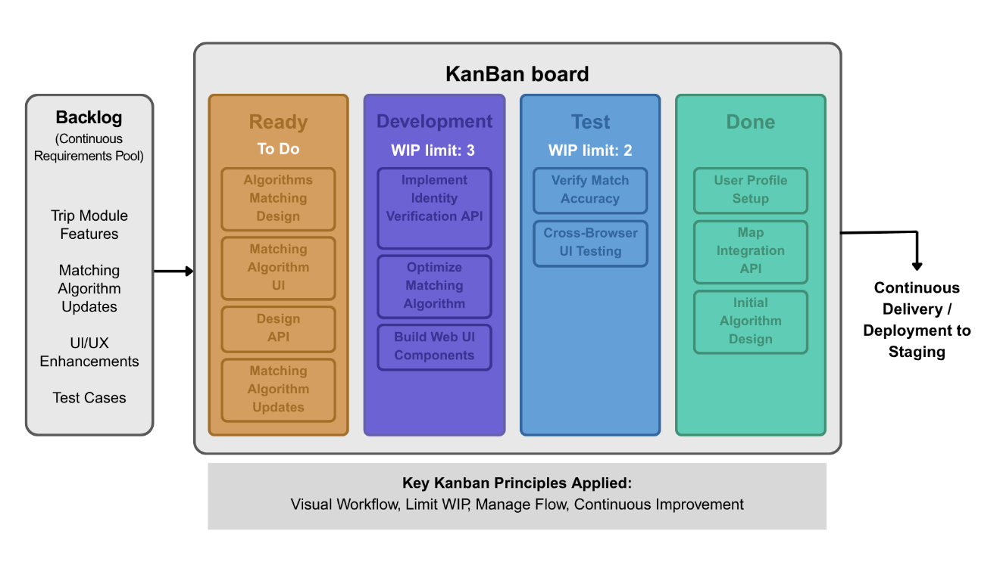 KanBan board
Backlog
(Continuous
Requirements Pool)
Trip Module
Features
Matching
Algorithm
Updates
UI/UX
Enhancements
Test Cases
Ready
To Do
Algorithms
Matching
Design
Matching
Algorithm
UI
Design
API
Matching
Algorithm
Updates
Development
WIP limit: 3
Implement
Identity
Verification API
Optimize
Matching
Algorithm
Build Web UI
Components
Test
WIP limit: 2
Verify Match
Accuracy
Cross-Browser
UI Testing
Done
User Profile
Setup
Map
Integration
API
Initial
Algorithm
Design
Continuous
Delivery /
Deployment to
Staging
Key Kanban Principles Applied:
Visual Workflow, Limit WIP, Manage Flow, Continuous Improvement